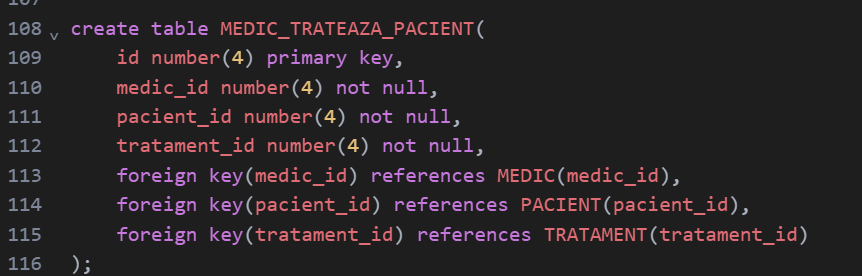 107
108 create table MEDIC_TRATEAZA_PACIENT(
109     id number(4) primary key,
110     medic_id number(4) not null,
111     pacient_id number(4) not null,
112     tratament_id number(4) not null,
113     foreign key(medic_id) references MEDIC(medic_id),
114     foreign key(pacient_id) references PACIENT(pacient_id),
115     foreign key(tratament_id) references TRATAMENT(tratament_id)
116 );